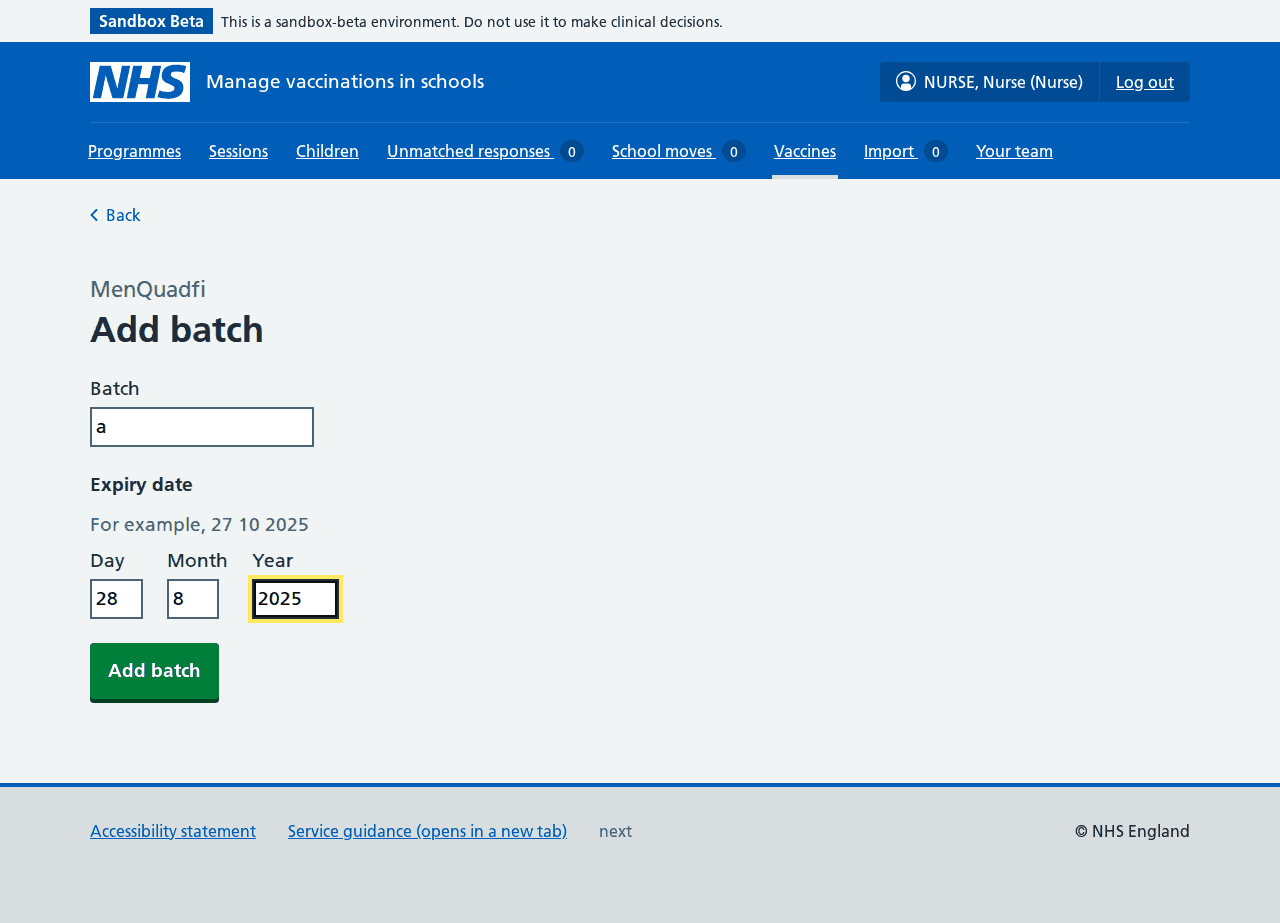 Sandbox Beta This is a sandbox-beta environment. Do not use it to make clinical decisions.
NHS Manage vaccinations in schools NURSE, Nurse (Nurse) Log out
Programmes Sessions Children Unmatched responses 0 School moves 0 Vaccines Import 0 Your team
Back
MenQuadfi
Add batch
Batch
a
Expiry date
For example, 27 10 2025
Day Month Year
28 8 2025
Add batch
Accessibility statement Service guidance (opens in a new tab) next © NHS England